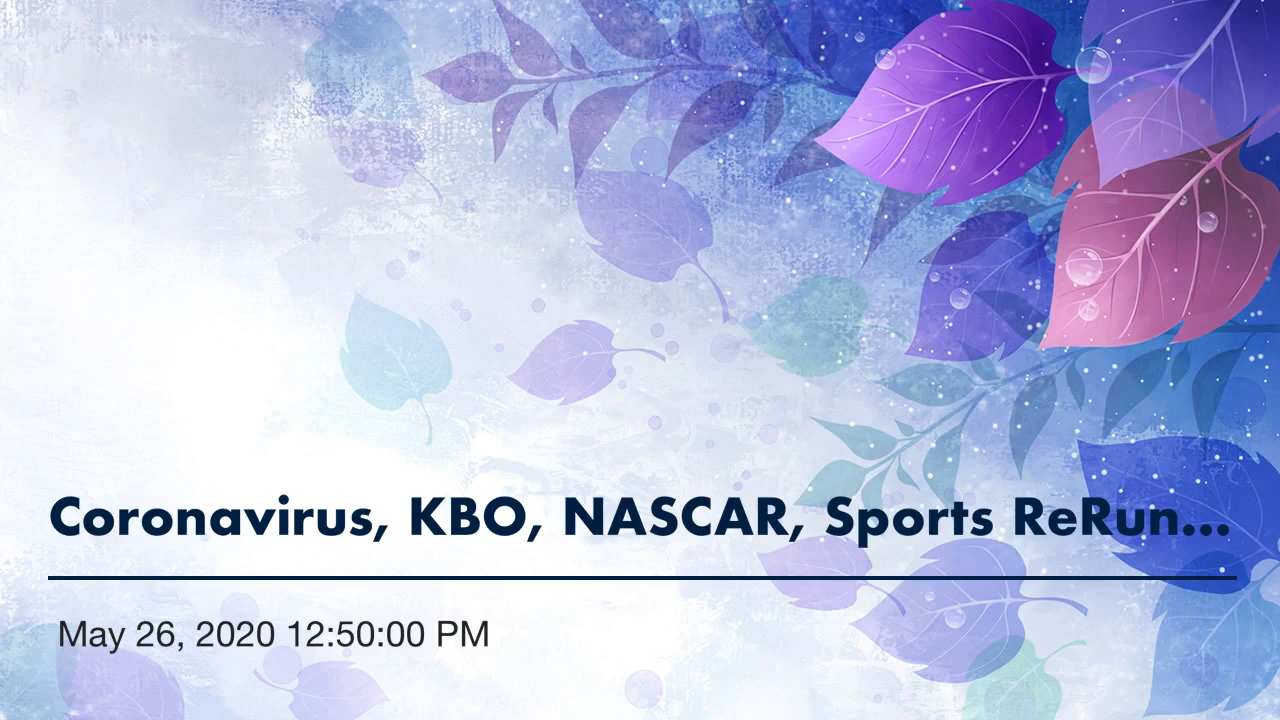 Coronavirus, KBO, NASCAR, Sports ReRun...
May 26, 2020 12:50:00 PM